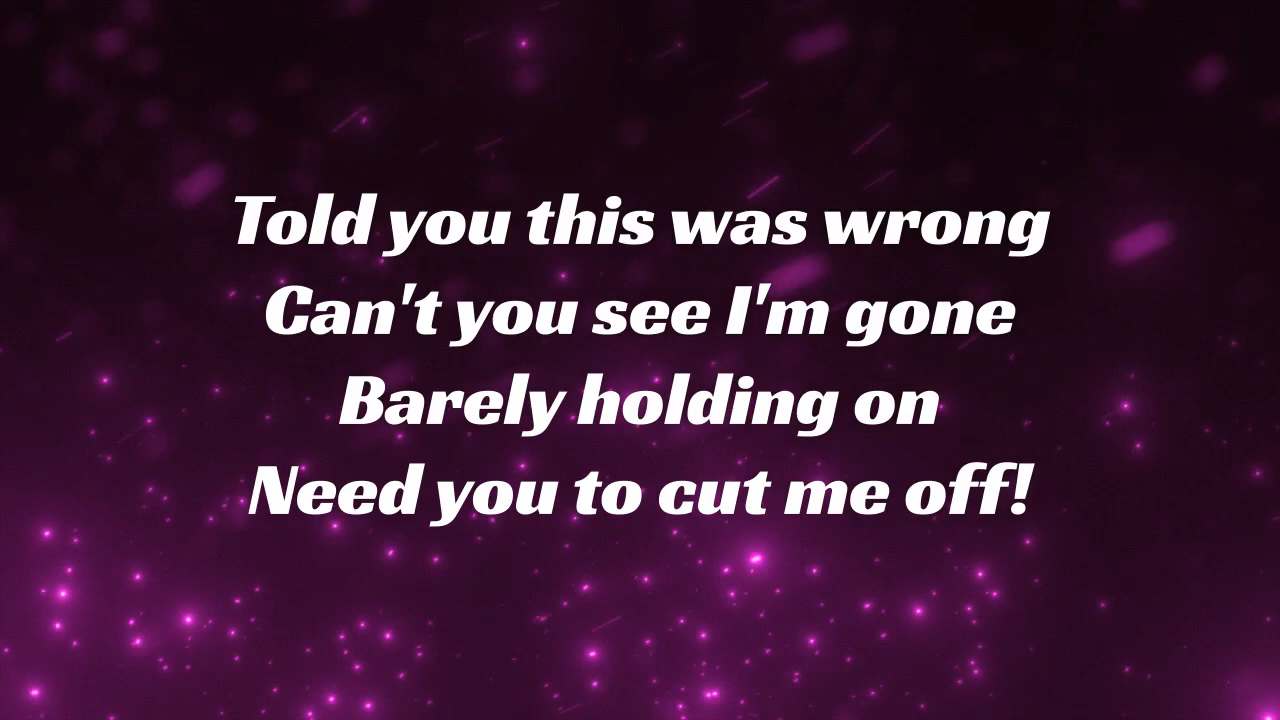 Told you this was wrong
Can't you see I'm gone
Barely holding on
Need you to cut me off!